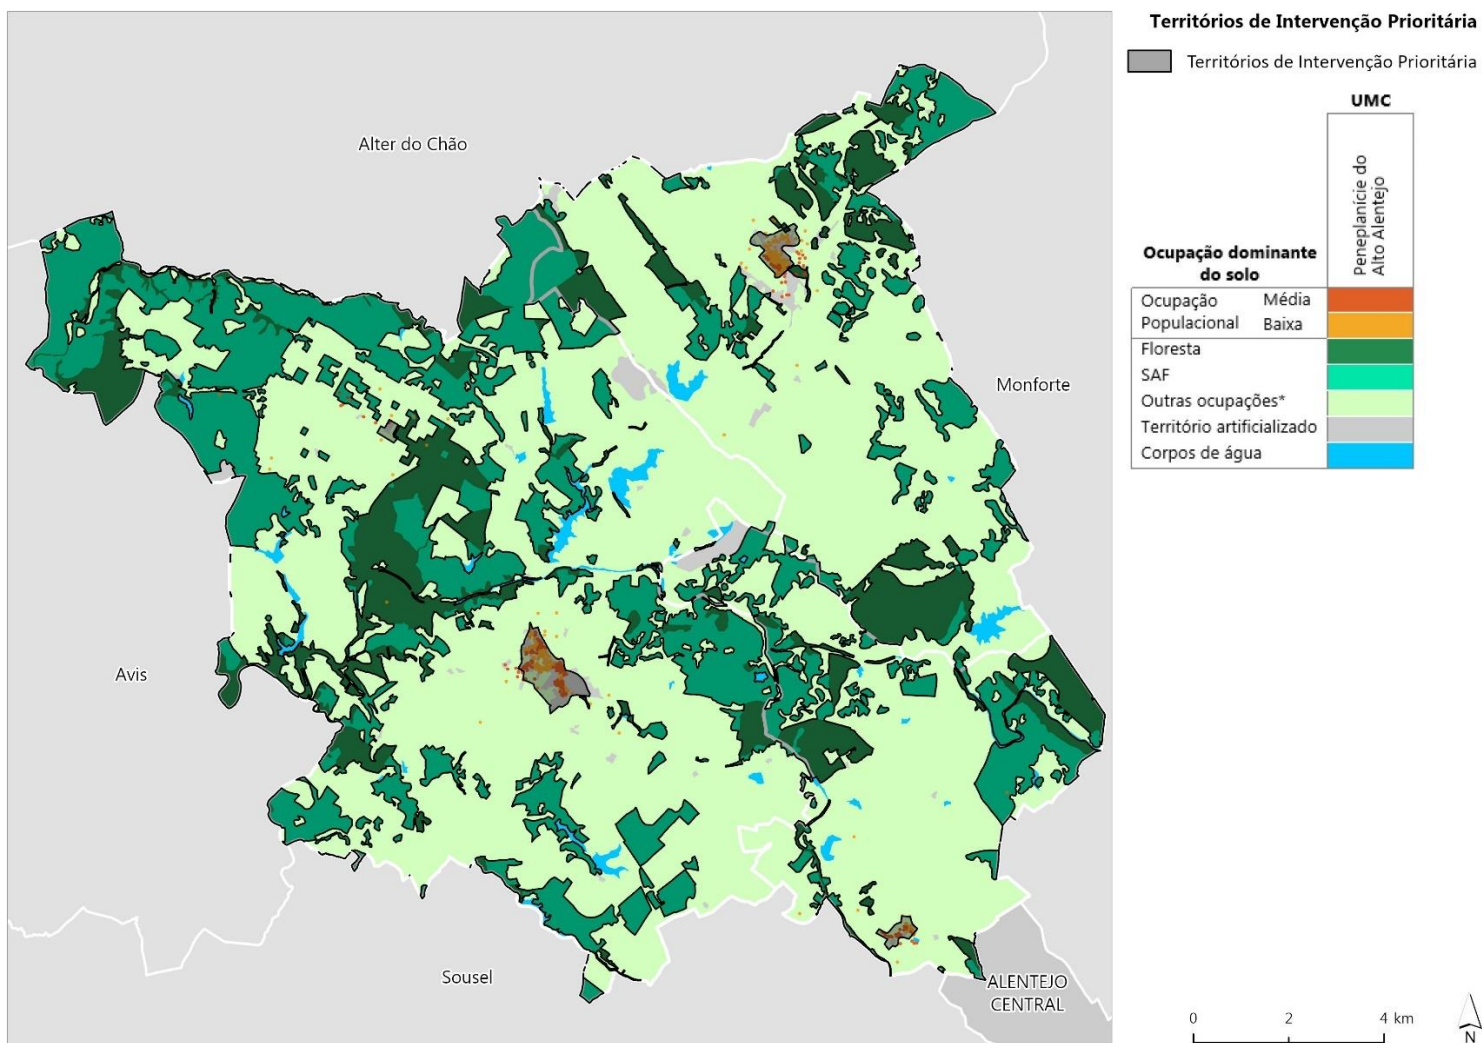 Territórios de Intervenção Prioritária
Territórios de Intervenção Prioritária
UMC
Peneplanície do
Alto Alentejo
Ocupação dominante
do solo
Ocupação Média
Populacional Baixa
Floresta
SAF
Outras ocupações*
Território artificializado
Corpos de água
Alter do Chão
Monforte
Avis
Sousel
ALENTEJO
CENTRAL
0 2 4 km
N